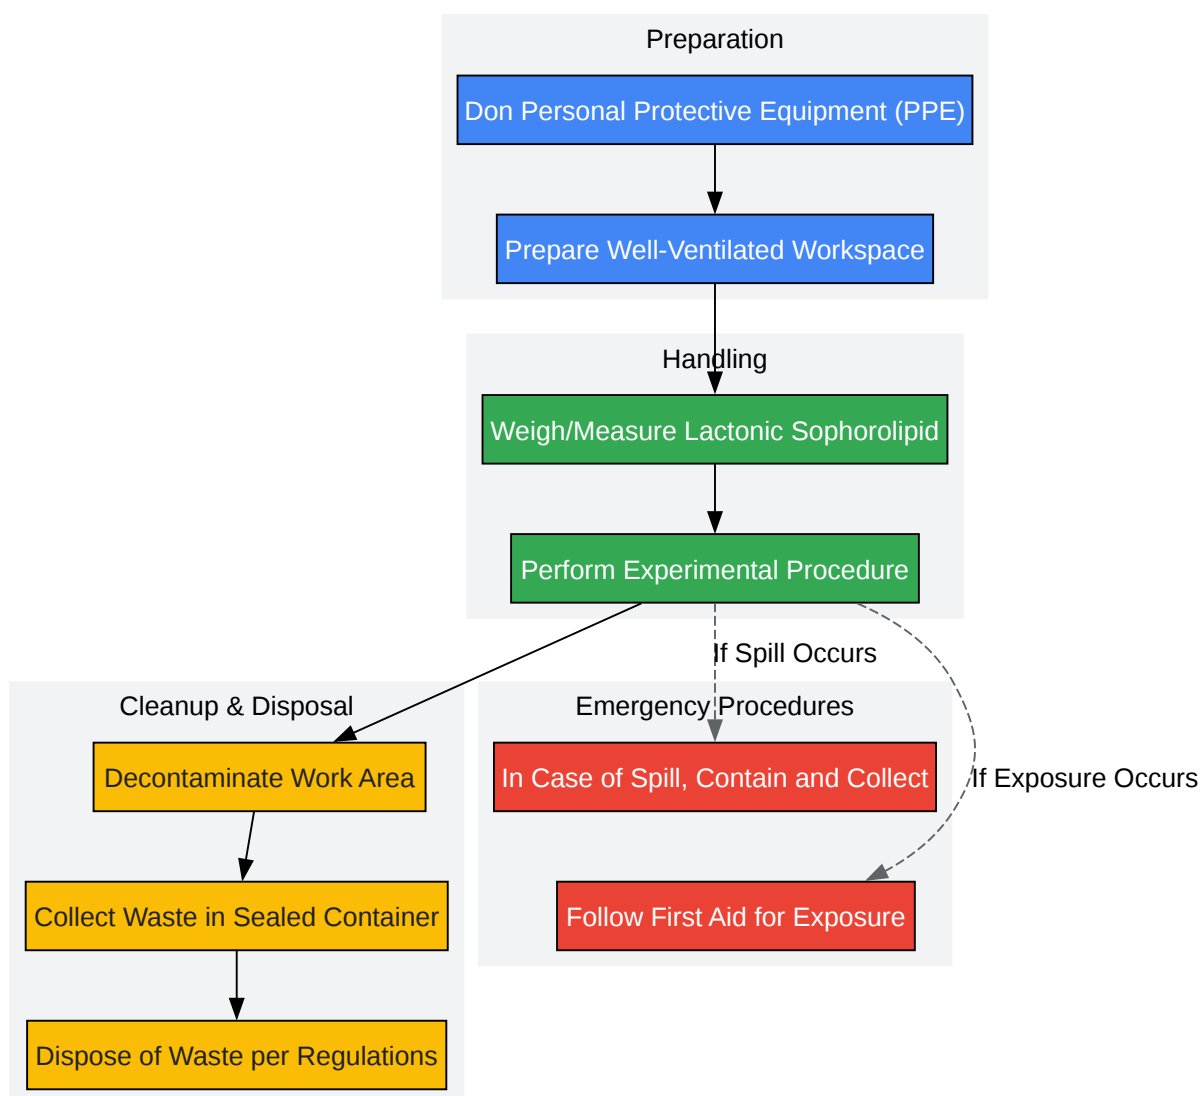 Preparation
Don Personal Protective Equipment (PPE)
Prepare Well-Ventilated Workspace
Handling
Weigh/Measure Lactonic Sophorolipid
Perform Experimental Procedure
If Spill Occurs
Cleanup & Disposal
Emergency Procedures
Decontaminate Work Area
In Case of Spill, Contain and Collect
If Exposure Occurs
Collect Waste in Sealed Container
Follow First Aid for Exposure
Dispose of Waste per Regulations